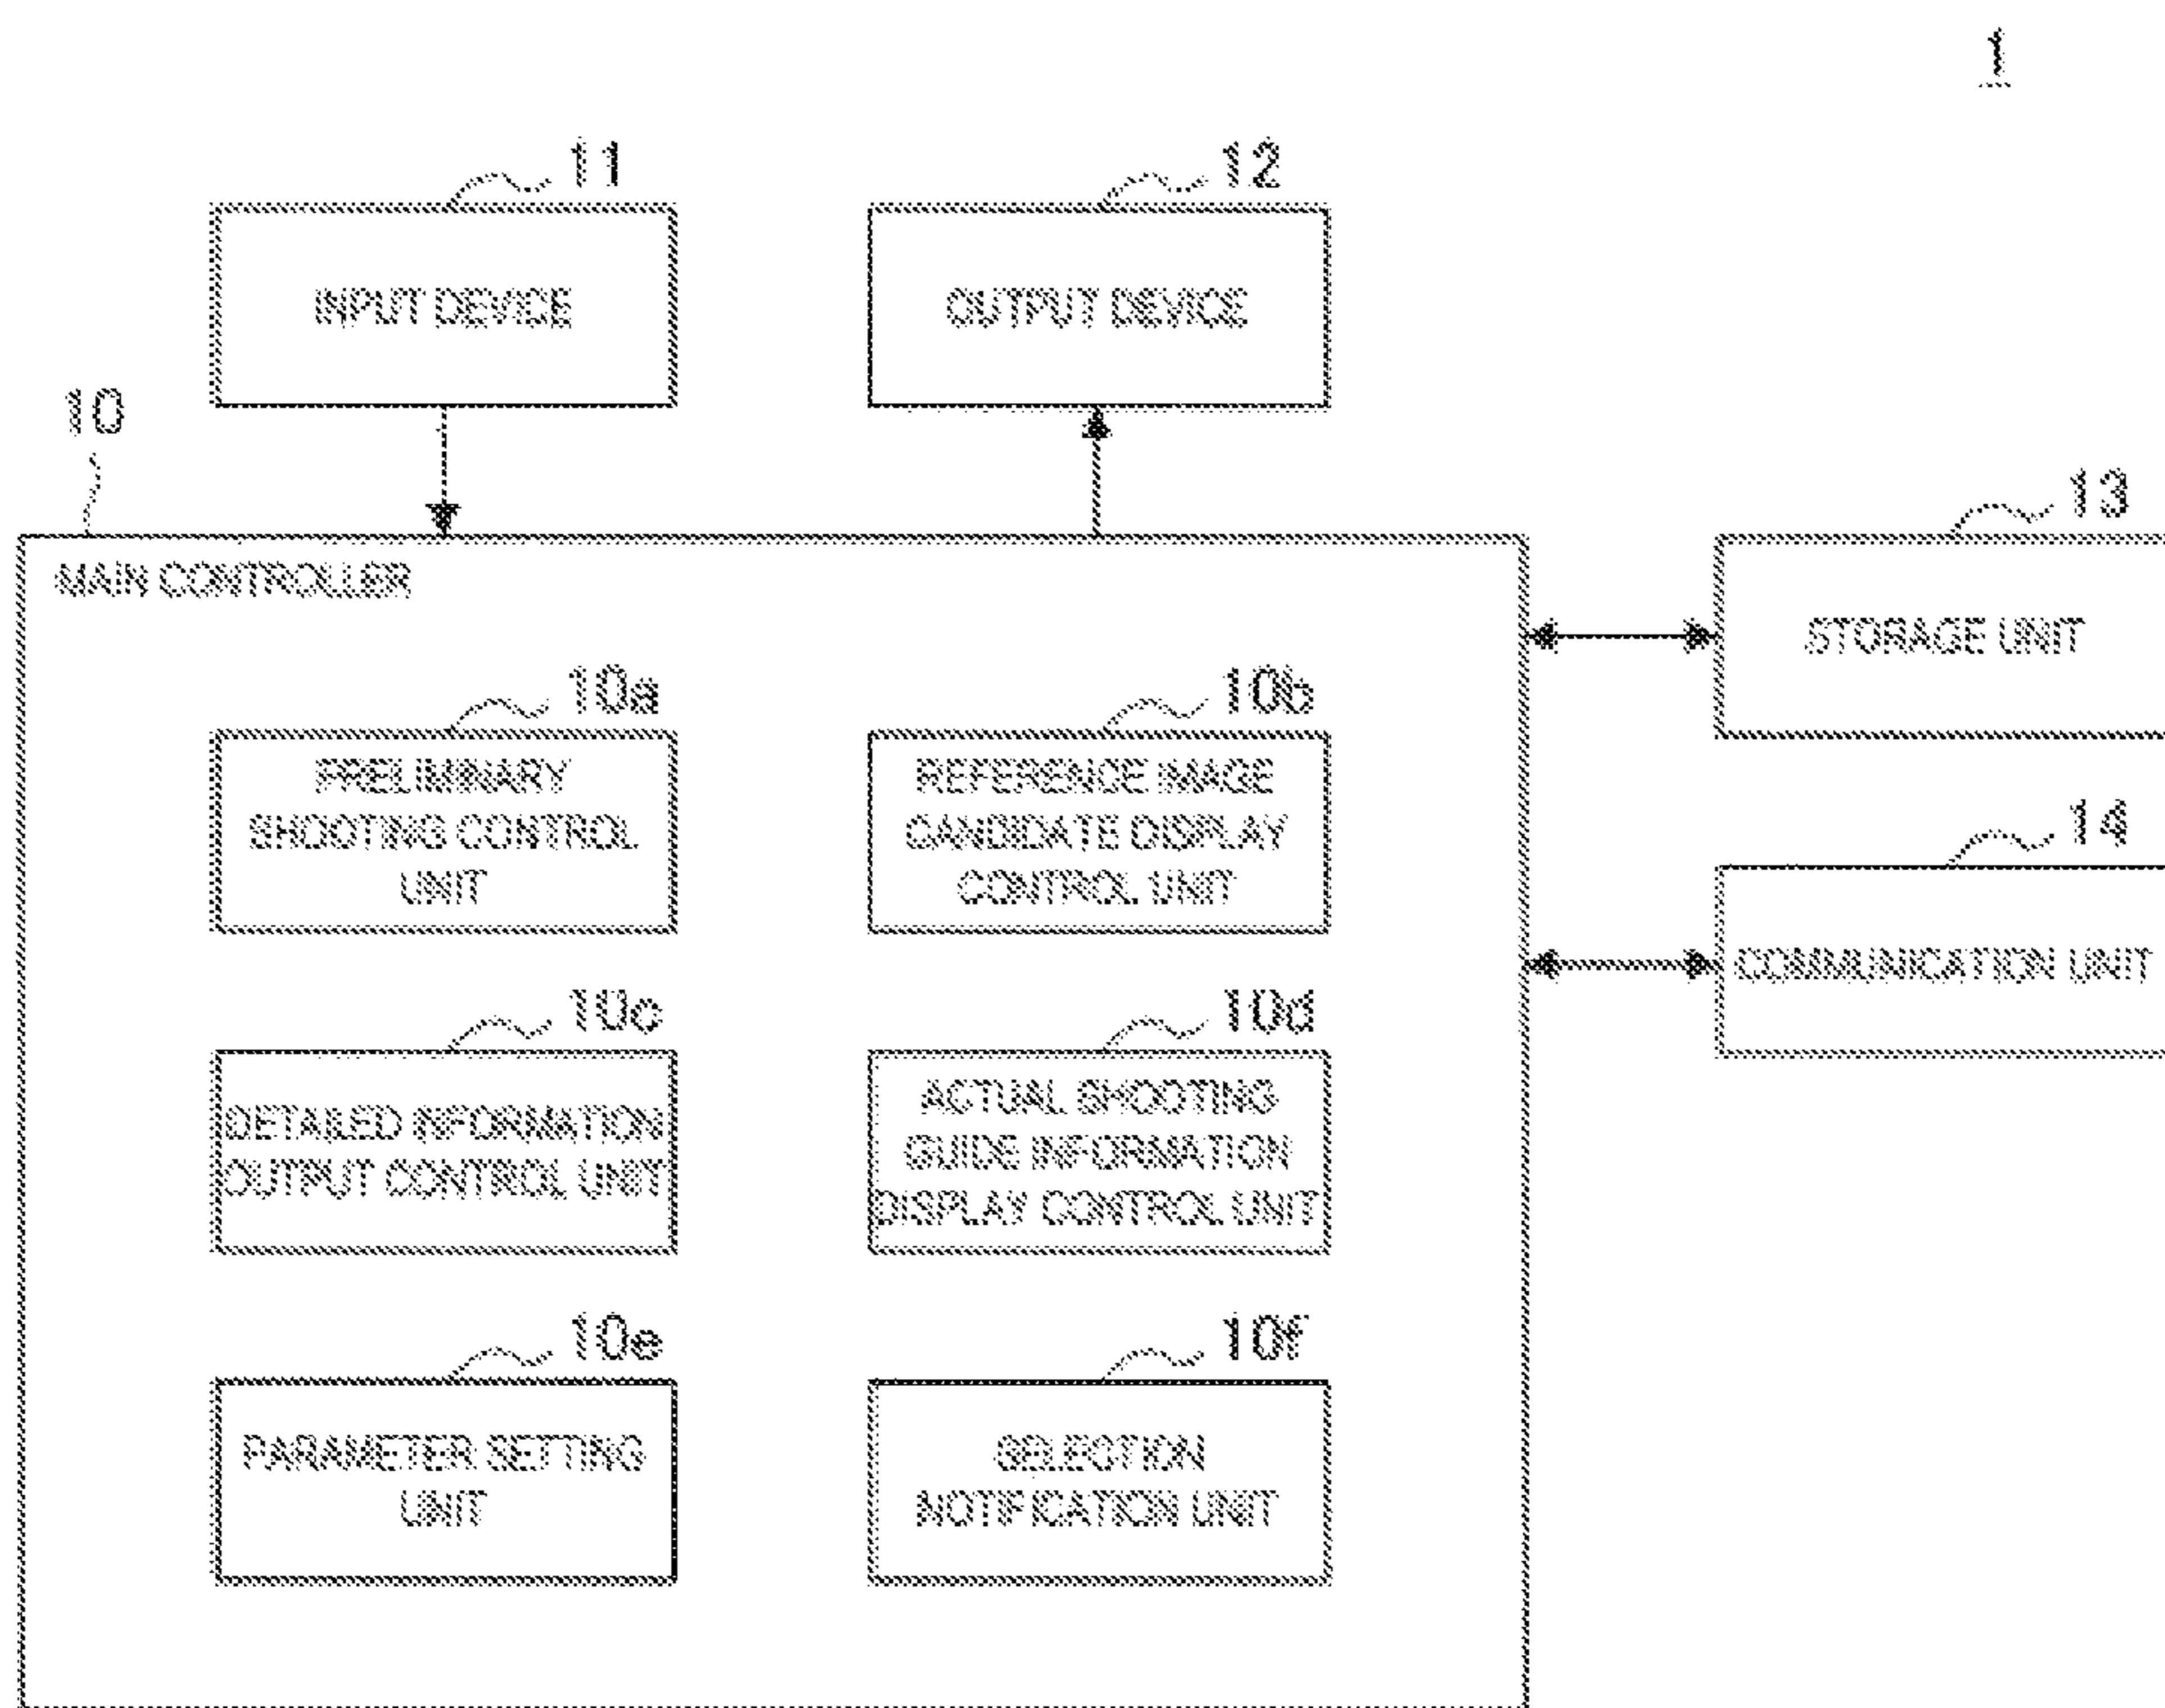 1
11
12
INPUT DEVICE
OUTPUT DEVICE
10
13
MAIN CONTROLLER
STORAGE UNIT
10a
10b
PRELIMINARY
SHOOTING CONTROL
UNIT
REFERENCE IMAGE
CANDIDATE DISPLAY
CONTROL UNIT
14
COMMUNICATION UNIT
10c
10d
DETAILED INFORMATION
OUTPUT CONTROL UNIT
ACTUAL SHOOTING
GUIDE INFORMATION
DISPLAY CONTROL UNIT
10e
10f
PARAMETER SETTING
UNIT
SELECTION
NOTIFICATION UNIT